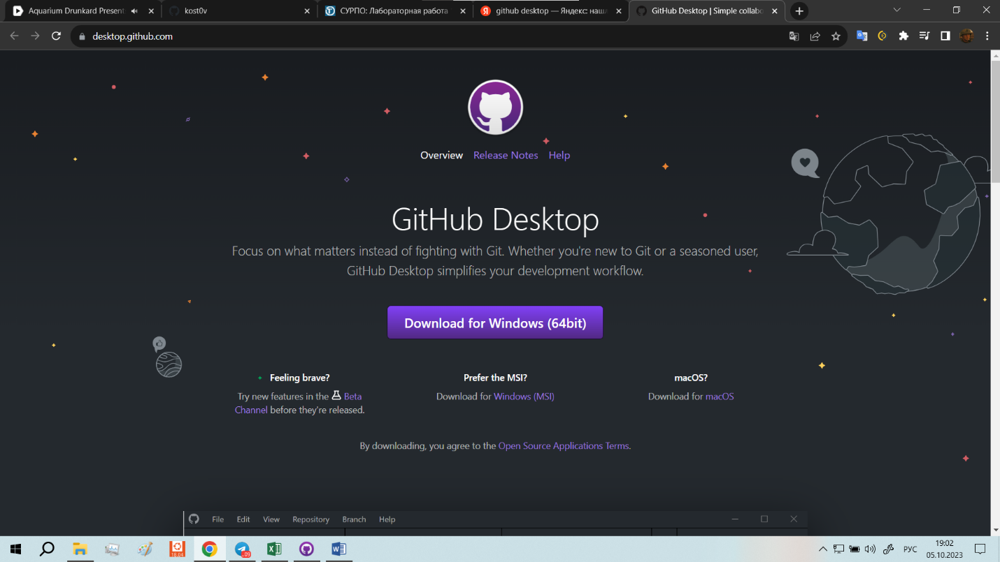 Aquarium Drunkard Present
kost0v
СУРПО: Лабораторная работа
github desktop — Яндекс: наш
GitHub Desktop | Simple collabo
desktop.github.com
Overview Release Notes Help
GitHub Desktop
Focus on what matters instead of fighting with Git. Whether you're new to Git or a seasoned user,
GitHub Desktop simplifies your development workflow.
Download for Windows (64bit)
Feeling brave?
Try new features in the Beta
Channel before they're released.
Prefer the MSI?
Download for Windows (MSI)
macOS?
Download for macOS
By downloading, you agree to the Open Source Applications Terms.
File Edit View Repository Branch Help
18.04
.09
РУС
19:02
05.10.2023